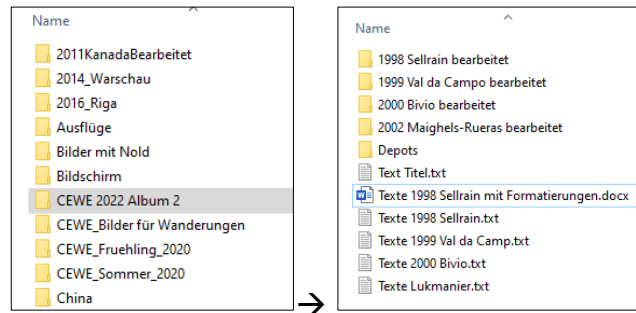 Name
2011KanadaBearbeitet
2014_Warschau
2016_Riga
Ausflüge
Bilder mit Nold
Bildschirm
CEWE 2022 Album 2
CEWE_Bilder für Wanderungen
CEWE_Fruehling_2020
CEWE_Sommer_2020
China
→
Name
1998 Sellrain bearbeitet
1999 Val da Campo bearbeitet
2000 Bivio bearbeitet
2002 Maighels-Rueras bearbeitet
Depots
Text Titel.txt
Texte 1998 Sellrain mit Formatierungen.docx
Texte 1998 Sellrain.txt
Texte 1999 Val da Camp.txt
Texte 2000 Bivio.txt
Texte Lukmanier.txt